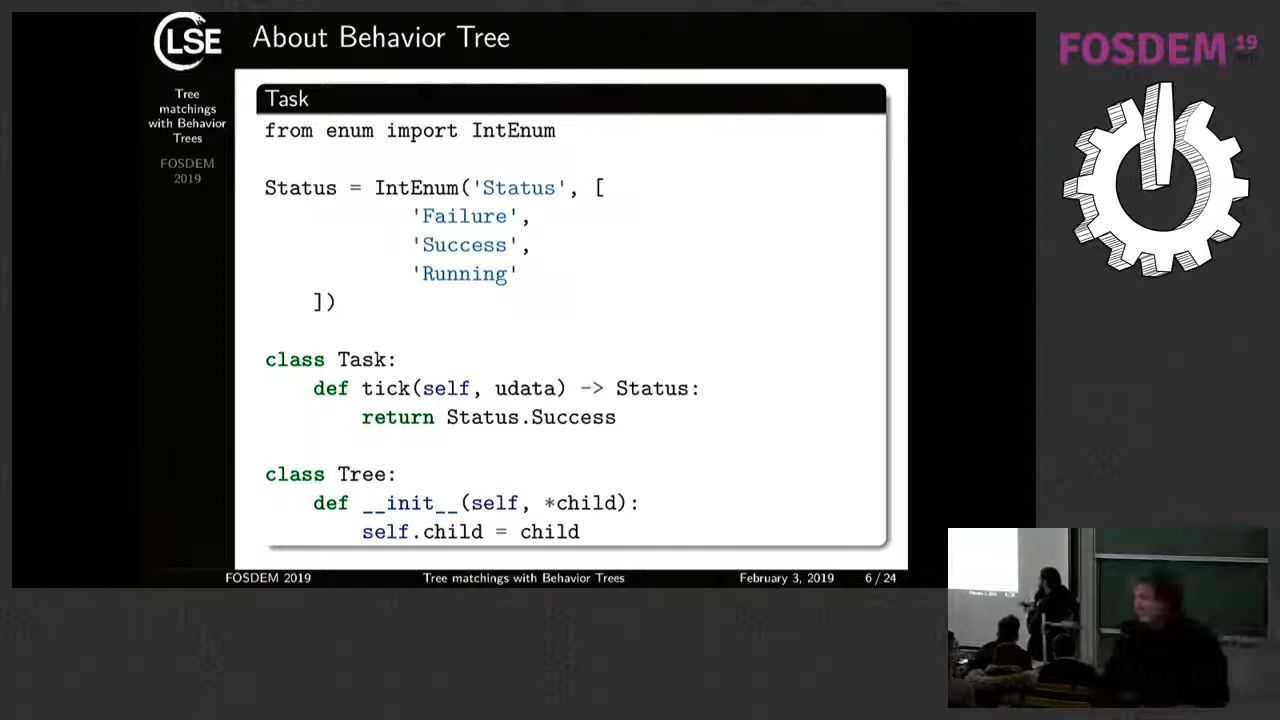 LSE
About Behavior Tree
Tree
matchings
with Behavior
Trees
FOSDEM
2019
Task
from enum import IntEnum
Status = IntEnum('Status', [
'Failure',
'Success',
'Running'
])
class Task:
def tick(self, udata) -> Status:
return Status.Success
class Tree:
def __init__(self, *child):
self.child = child
FOSDEM 2019
Tree matchings with Behavior Trees
February 3, 2019
6 / 24
FOSDEM 19